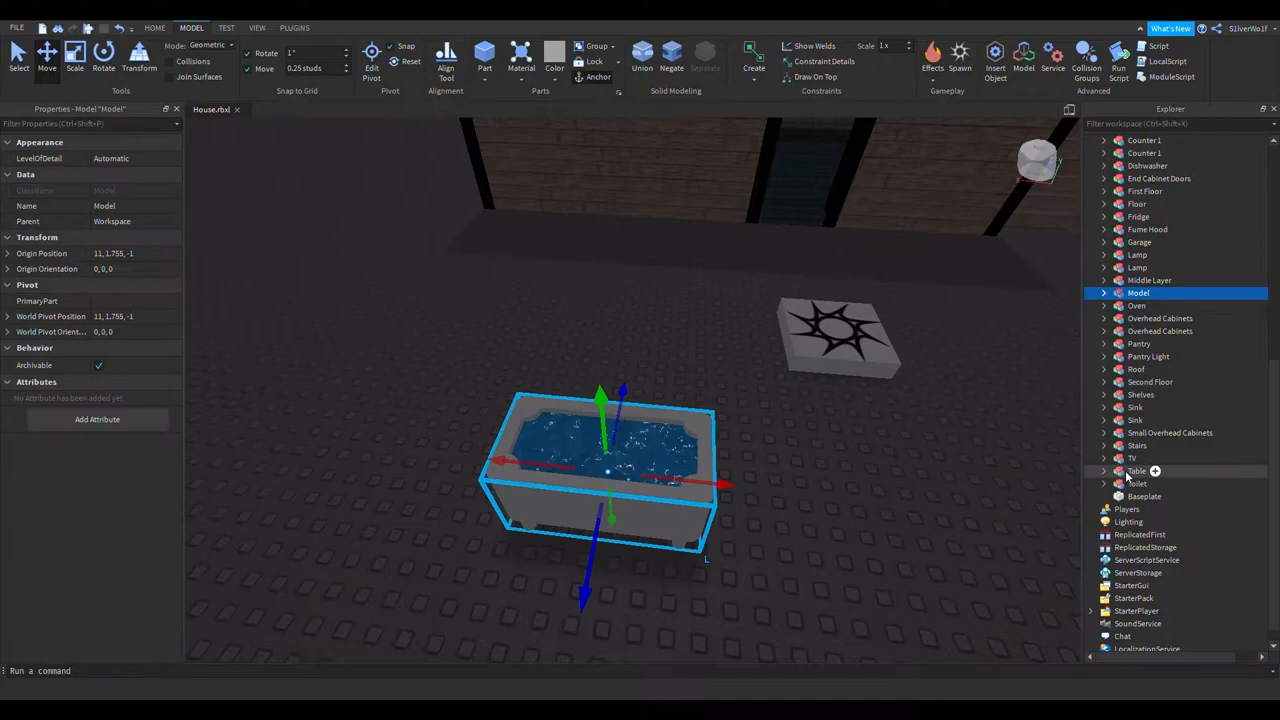 FILE HOME MODEL TEST VIEW PLUGINS What's New S1lverWo1f
Select Move Scale Rotate Transform
Mode: Geometric
Collisions
Join Surfaces
Tools
Rotate 1°
Move 0.25 studs
Snap to Grid
Edit Pivot
Snap
Reset
Pivot
Align Tool
Alignment
Part Material Color
Group
Lock
Anchor
Parts
Union Negate Separate
Solid Modeling
Create
Show Welds
Constraint Details
Draw On Top
Scale 1 x
Constraints
Effects Spawn
Gameplay
Insert Object Model Service Collision Groups Run Script
Script
LocalScript
ModuleScript
Advanced
Properties - Model "Model"
Filter Properties (Ctrl+Shift+P)
Appearance
LevelOfDetail Automatic
Data
ClassName Model
Name Model
Parent Workspace
Transform
Origin Position 11, 1.755, -1
Origin Orientation 0, 0, 0
Pivot
PrimaryPart
World Pivot Position 11, 1.755, -1
World Pivot Orient... 0, 0, 0
Behavior
Archivable
Attributes
No Attribute has been added yet
Add Attribute
House.rbxl
L
Explorer
Filter workspace (Ctrl+Shift+X)
Counter1
Counter1
Dishwasher
End Cabinet Doors
First Floor
Floor
Fridge
Fume Hood
Garage
Lamp
Lamp
Middle Layer
Model
Oven
Overhead Cabinets
Overhead Cabinets
Pantry
Pantry Light
Roof
Second Floor
Shelves
Sink
Sink
Small Overhead Cabinets
Stairs
TV
Table
Toilet
Baseplate
Players
Lighting
ReplicatedFirst
ReplicatedStorage
ServerScriptService
ServerStorage
StarterGui
StarterPack
StarterPlayer
SoundService
Chat
LocalizationService
Run a command